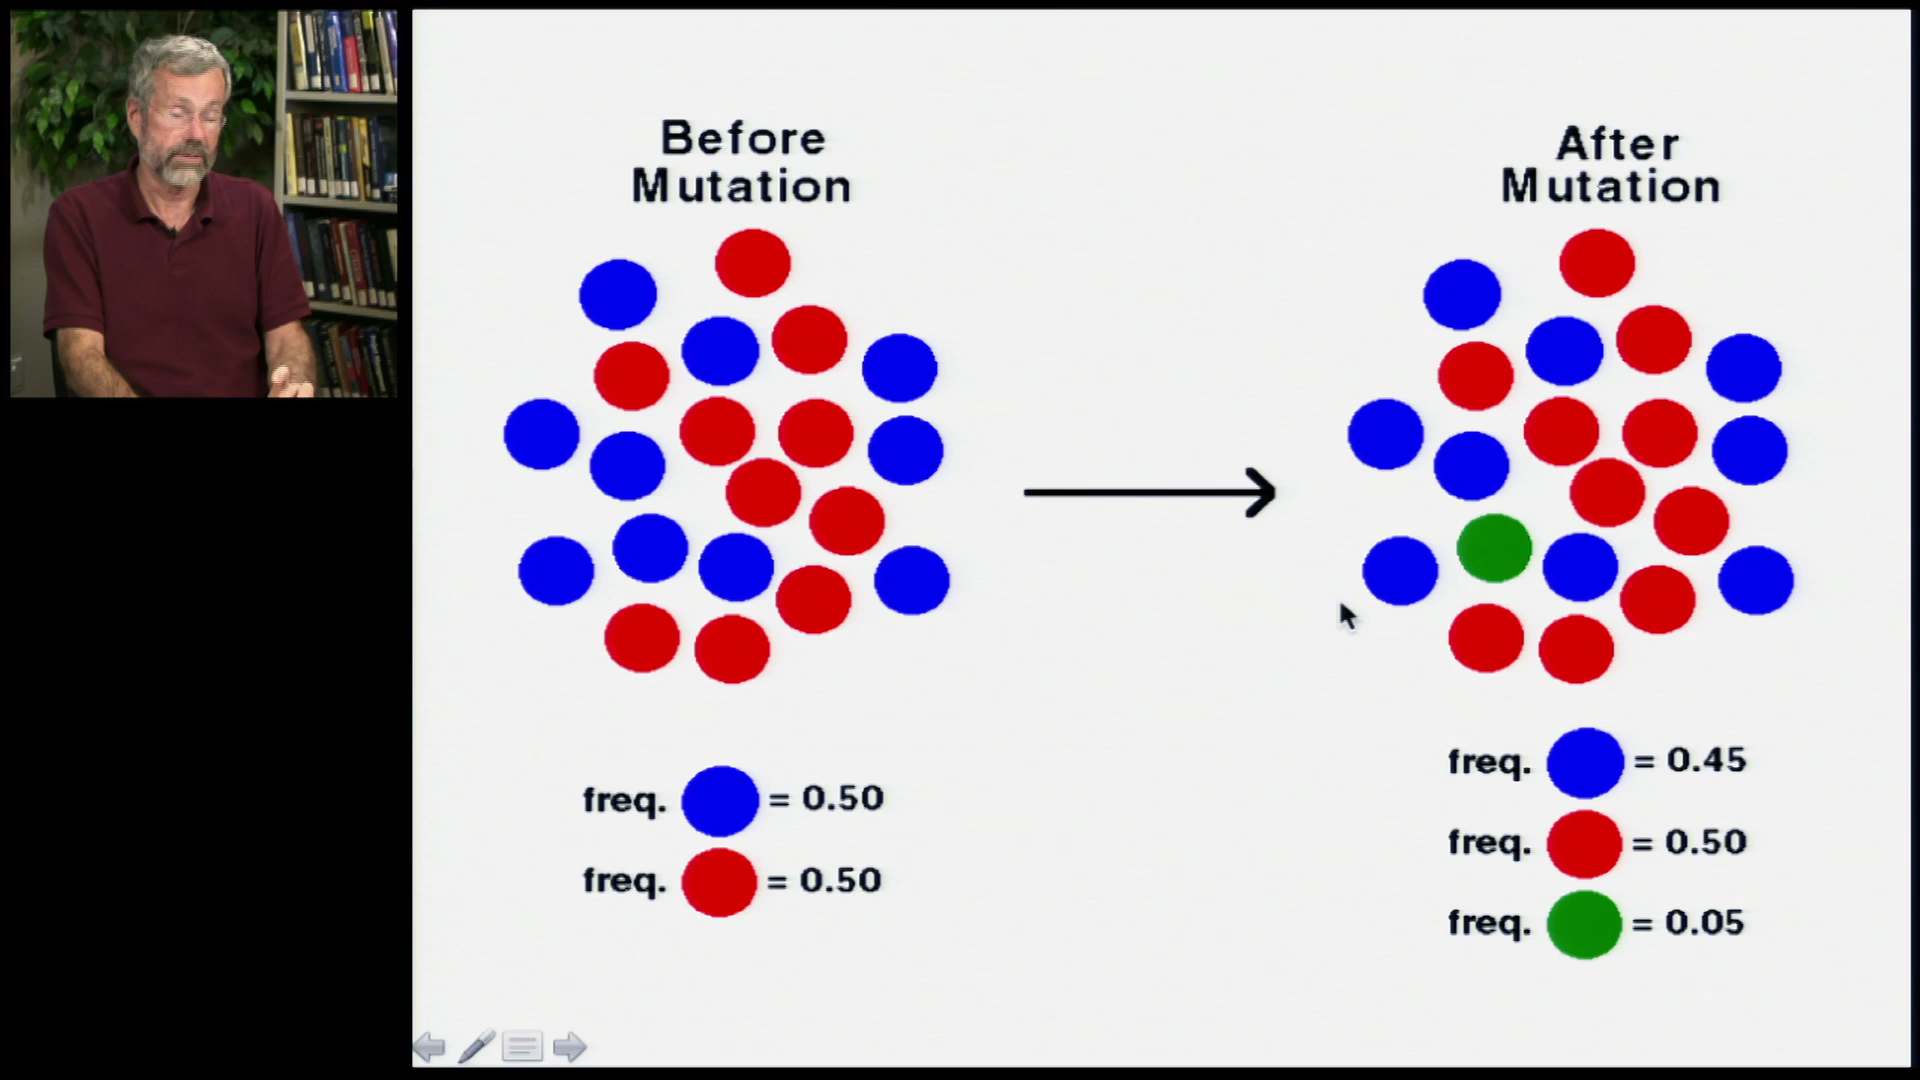 Before
Mutation
After
Mutation
freq. = 0.50
freq. = 0.50
freq. = 0.45
freq. = 0.50
freq. = 0.05